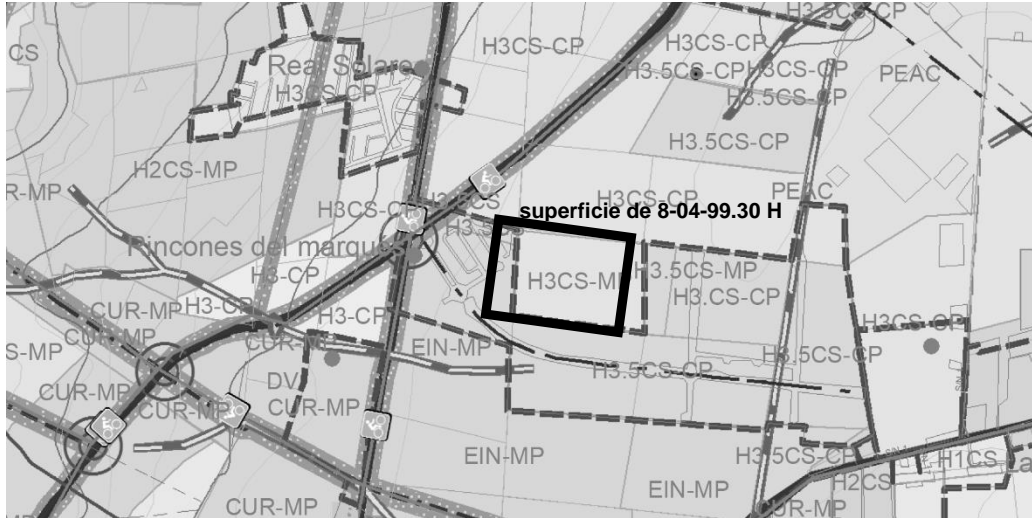 H3.5CS-CP
CS
H3CS-CP
H3CS-CP
Real Solare
H3.5CS-CP
H3CS-CP
PEAC
H3CS-CP
H3.5CS-CP
H3.5CS-CP
H2CS-MP
R-MP
PEAC
H3CS-CP
superficie de 8-04-99.30 H
Rincones del marques
H3-CP
H3CS-MP
H3.5CS-MP
H3.CS-CP
CUR-MP
H3-CP
H3-CP
H3CS-CP
CUR-MP
S-MP
EIN-MP
H3.5CS-CP
H3.5CS-CP
CUR-MP
DV
CUR-MP
CUR-MP
EIN-MP
H3.5CS-CP
H1CS
H2CS
EIN-MP
CUR-MP
UR-MP